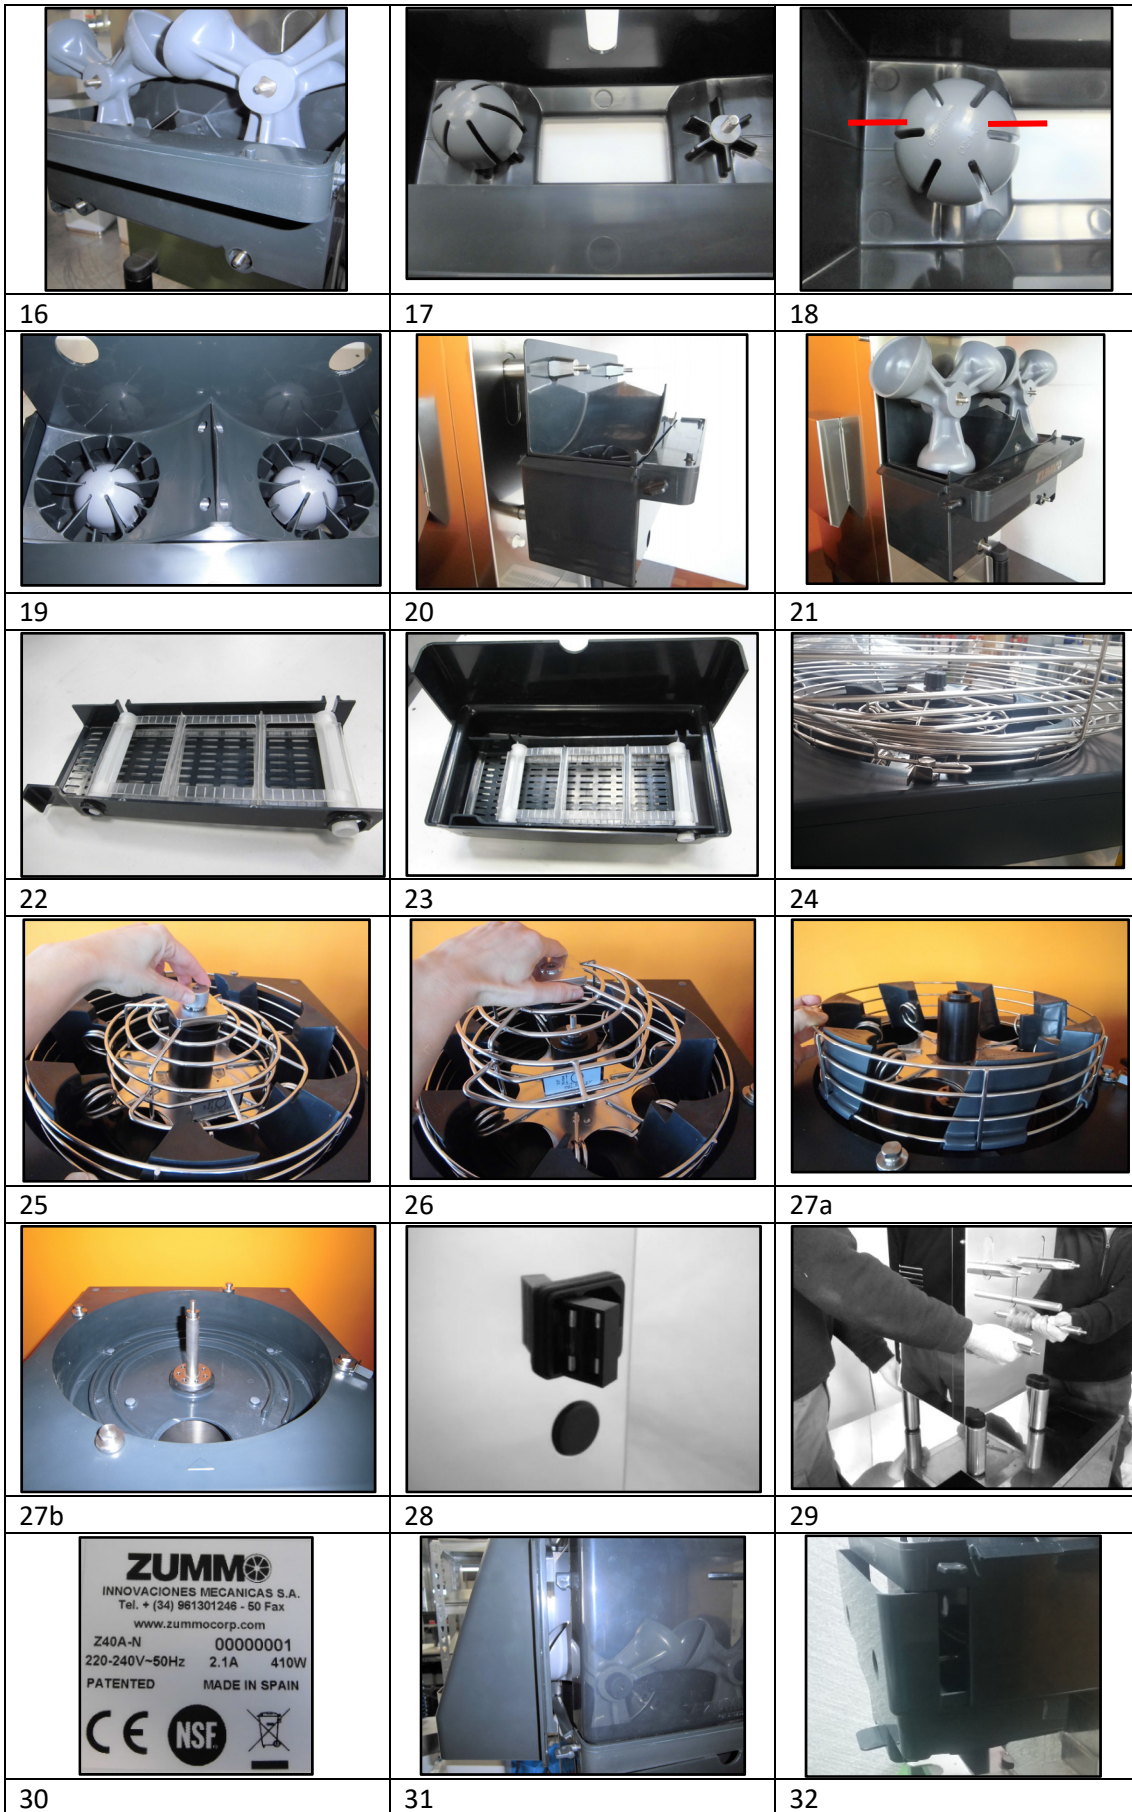 16
17
18
19
20
21
22
23
24
25
26
27a
27b
28
29
ZUMMO
INNOVACIONES MECANICAS S.A.
Tel. + (34) 961301246 - 50 Fax
www.zummocorp.com
Z40A-N 00000001
220-240V~50Hz 2.1A 410W
PATENTED MADE IN SPAIN
CE NSF
30
31
32